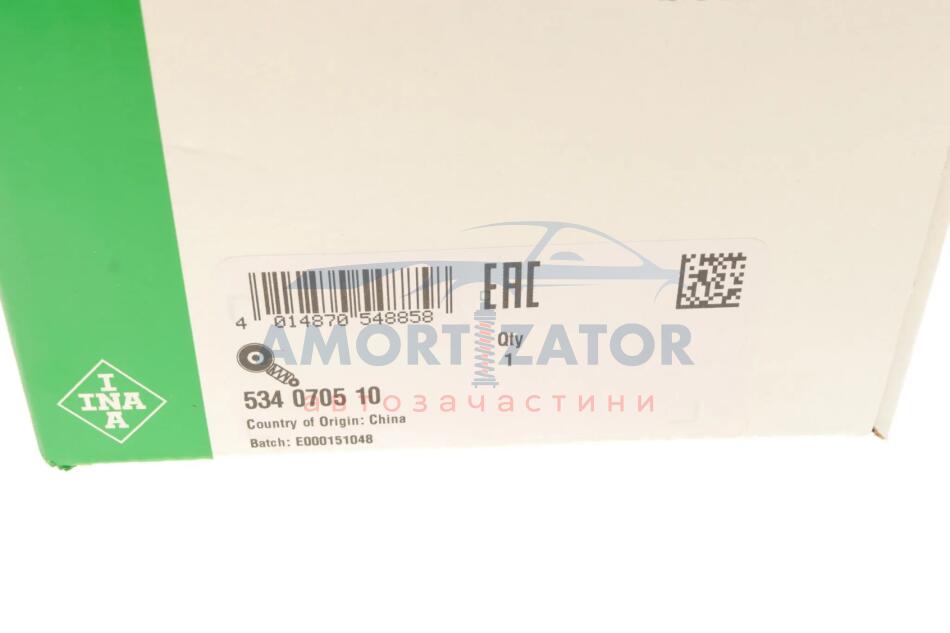 EAC
4 014870 548858
AMORTIZATOR
автозачастини
Qty
1
534 0705 10
Country of Origin: China
Batch: E000151048
I
INA
A